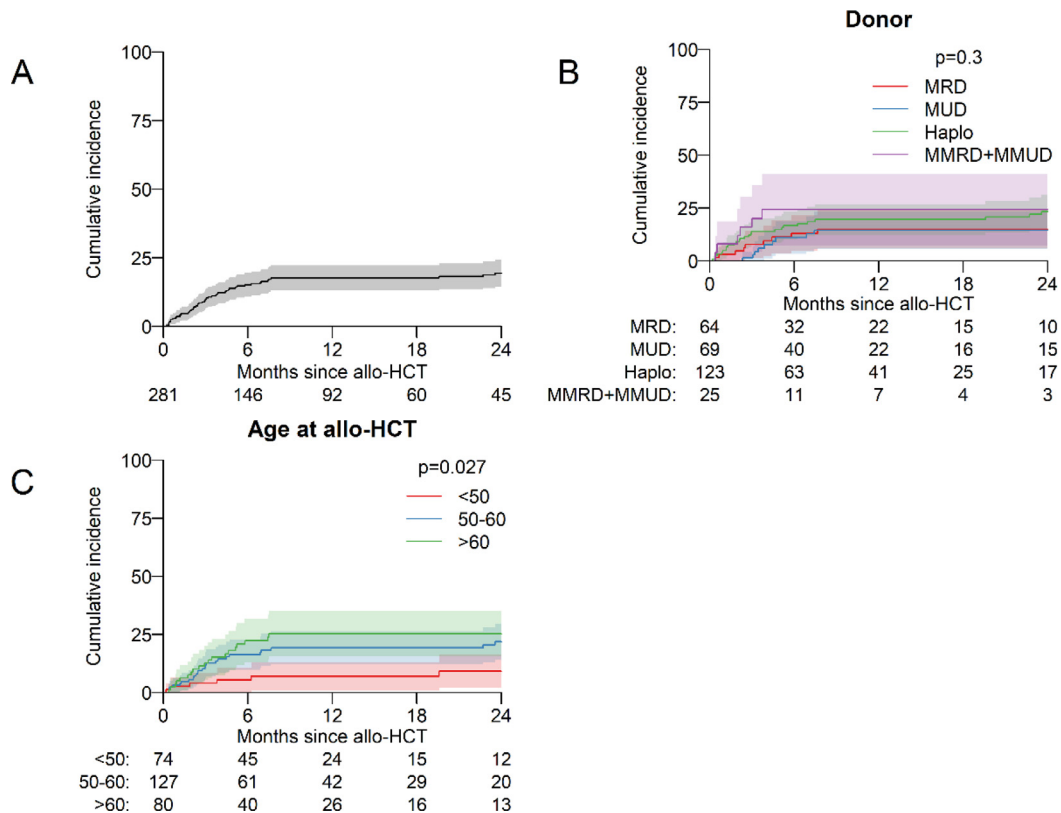 A
100
75
50
25
0
Cumulative incidence
0 6 12 18 24
Months since allo-HCT
281 146 92 60 45
B
Donor
100
75
50
25
0
Cumulative incidence
p=0.3
MRD
MUD
Haplo
MMRD+MMUD
0 6 12 18 24
Months since allo-HCT
MRD: 64 32 22 15 10
MUD: 69 40 22 16 15
Haplo: 123 63 41 25 17
MMRD+MMUD: 25 11 7 4 3
C
Age at allo-HCT
100
75
50
25
0
Cumulative incidence
p=0.027
<50
50-60
>60
0 6 12 18 24
Months since allo-HCT
<50: 74 45 24 15 12
50-60: 127 61 42 29 20
>60: 80 40 26 16 13